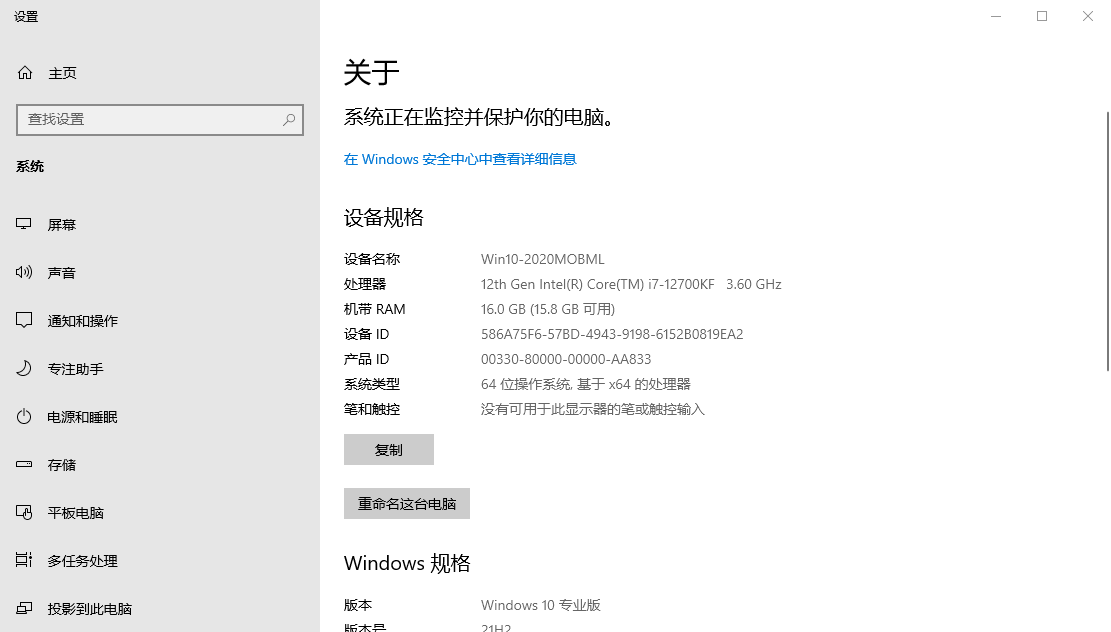 设置
主页
查找设置
系统
屏幕
声音
通知和操作
专注助手
电源和睡眠
存储
平板电脑
多任务处理
投影到此电脑
关于
系统正在监控并保护你的电脑。
在 Windows 安全中心中查看详细信息
设备规格
设备名称 Win10-2020MOBML
处理器 12th Gen Intel(R) Core(TM) i7-12700KF 3.60 GHz
机带 RAM 16.0 GB (15.8 GB 可用)
设备 ID 586A75F6-57BD-4943-9198-6152B0819EA2
产品 ID 00330-80000-00000-AA833
系统类型 64 位操作系统, 基于 x64 的处理器
笔和触控 没有可用于此显示器的笔或触控输入
复制
重命名这台电脑
Windows 规格
版本 Windows 10 专业版
版本号 21H2